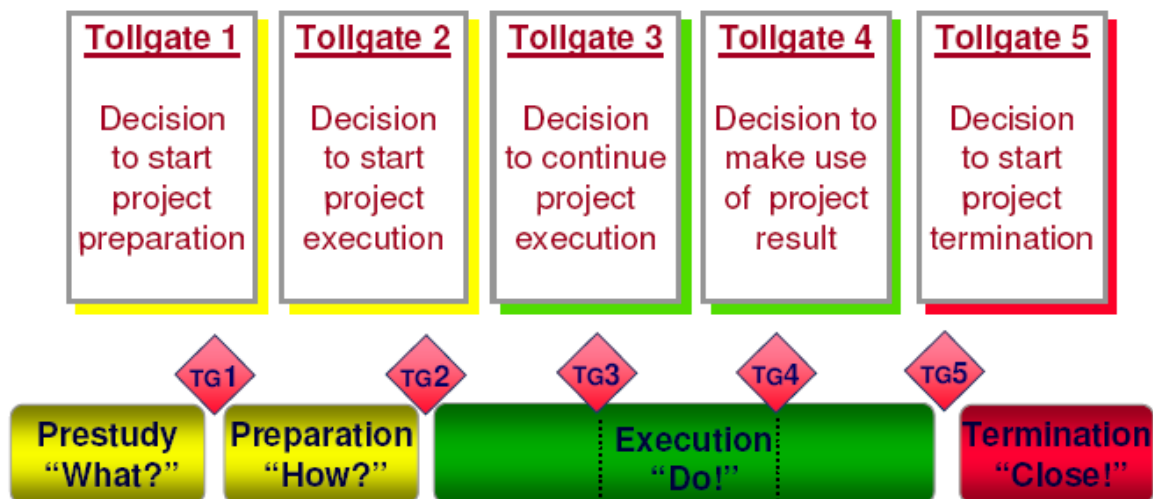 Tollgate 1
Decision
to start
project
preparation
Tollgate 2
Decision
to start
project
execution
Tollgate 3
Decision
to continue
project
execution
Tollgate 4
Decision to
make use
of project
result
Tollgate 5
Decision
to start
project
termination
TG1
TG2
TG3
TG4
TG5
Prestudy
“What?”
Preparation
“How?”
Execution
“Do!”
Termination
“Close!”